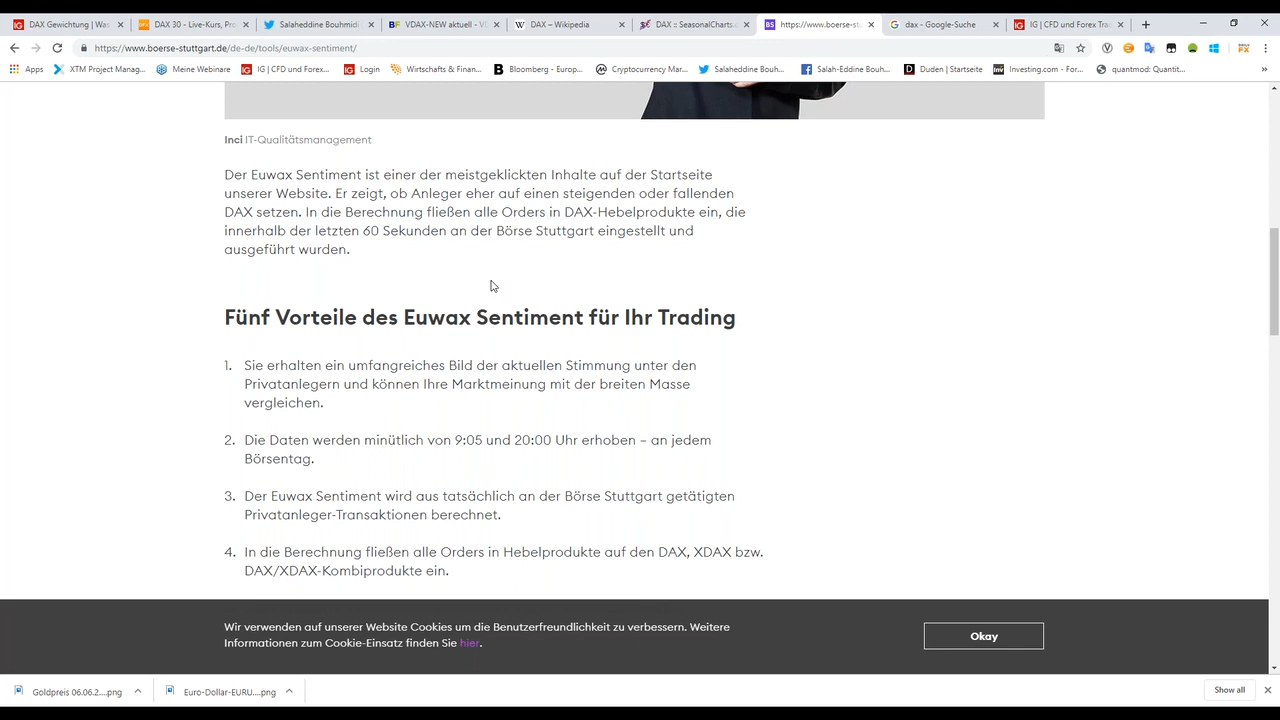 DAX Gewichtung | Was
DAX 30 - Live-Kurs, Pro
Salaheddine Bouhmidi
VDAX-NEW aktuell - VD
DAX – Wikipedia
DAX :: SeasonalCharts.
https://www.boerse-stu
dax - Google-Suche
IG | CFD und Forex Tra
https://www.boerse-stuttgart.de/de-de/tools/euwax-sentiment/
Apps
XTM Project Manag...
Meine Webinare
IG | CFD und Forex...
Login
Wirtschafts & Finan...
Bloomberg - Europ...
Cryptocurrency Mar...
Salaheddine Bouh...
Salah-Eddine Bouh...
Duden | Startseite
Investing.com - For...
quantmod: Quantit...
»
Inci IT-Qualitätsmanagement
Der Euwax Sentiment ist einer der meistgeklickten Inhalte auf der Startseite
unserer Website. Er zeigt, ob Anleger eher auf einen steigenden oder fallenden
DAX setzen. In die Berechnung fließen alle Orders in DAX-Hebelprodukte ein, die
innerhalb der letzten 60 Sekunden an der Börse Stuttgart eingestellt und
ausgeführt wurden.
Fünf Vorteile des Euwax Sentiment für Ihr Trading
1. Sie erhalten ein umfangreiches Bild der aktuellen Stimmung unter den
Privatanlegern und können Ihre Marktmeinung mit der breiten Masse
vergleichen.
2. Die Daten werden minütlich von 9:05 und 20:00 Uhr erhoben – an jedem
Börsentag.
3. Der Euwax Sentiment wird aus tatsächlich an der Börse Stuttgart getätigten
Privatanleger-Transaktionen berechnet.
4. In die Berechnung fließen alle Orders in Hebelprodukte auf den DAX, XDAX bzw.
DAX/XDAX-Kombiprodukte ein.
Wir verwenden auf unserer Website Cookies um die Benutzerfreundlichkeit zu verbessern. Weitere
Informationen zum Cookie-Einsatz finden Sie hier.
Okay
Goldpreis 06.06.2....png
Euro-Dollar-EURU....png
Show all